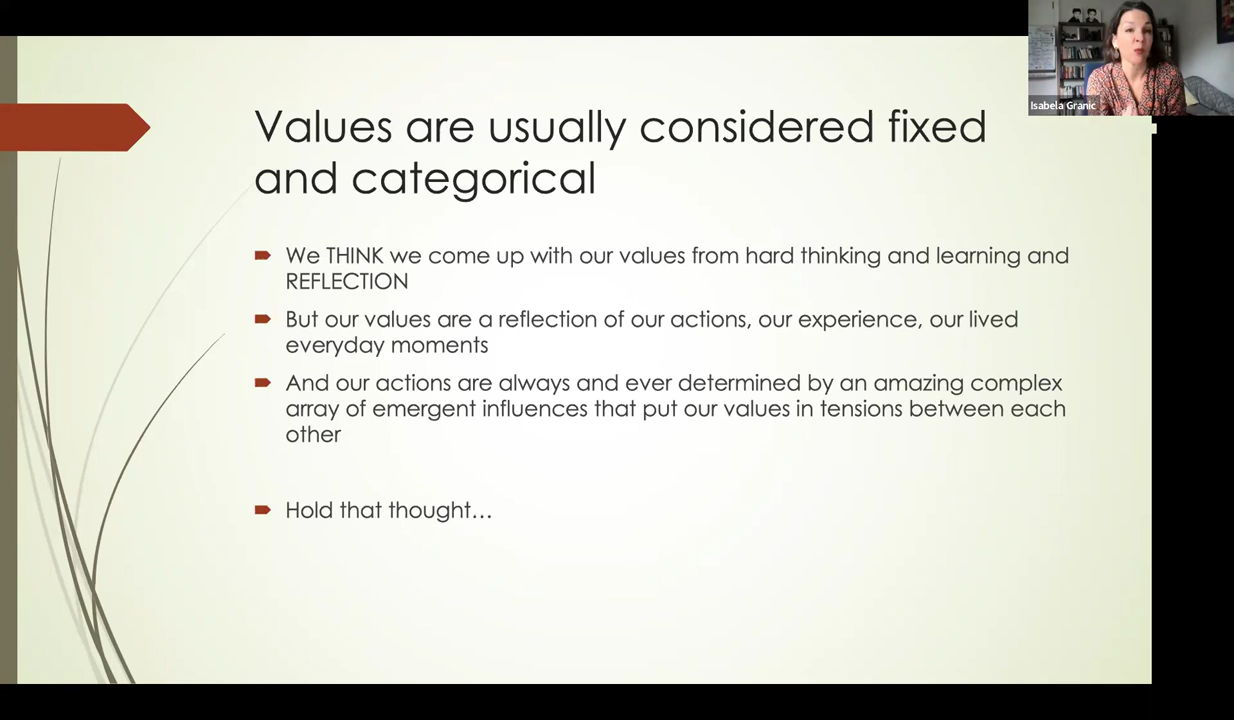 Isabela Granic
Values are usually considered fixed
and categorical
We THINK we come up with our values from hard thinking and learning and
REFLECTION
But our values are a reflection of our actions, our experience, our lived
everyday moments
And our actions are always and ever determined by an amazing complex
array of emergent influences that put our values in tensions between each
other
Hold that thought…